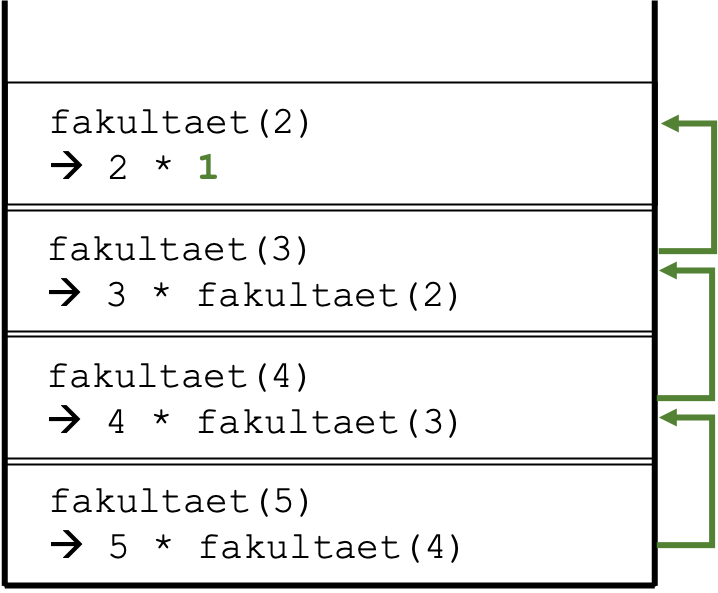 fakultaet(2)
→ 2 * 1
fakultaet(3)
→ 3 * fakultaet(2)
fakultaet(4)
→ 4 * fakultaet(3)
fakultaet(5)
→ 5 * fakultaet(4)